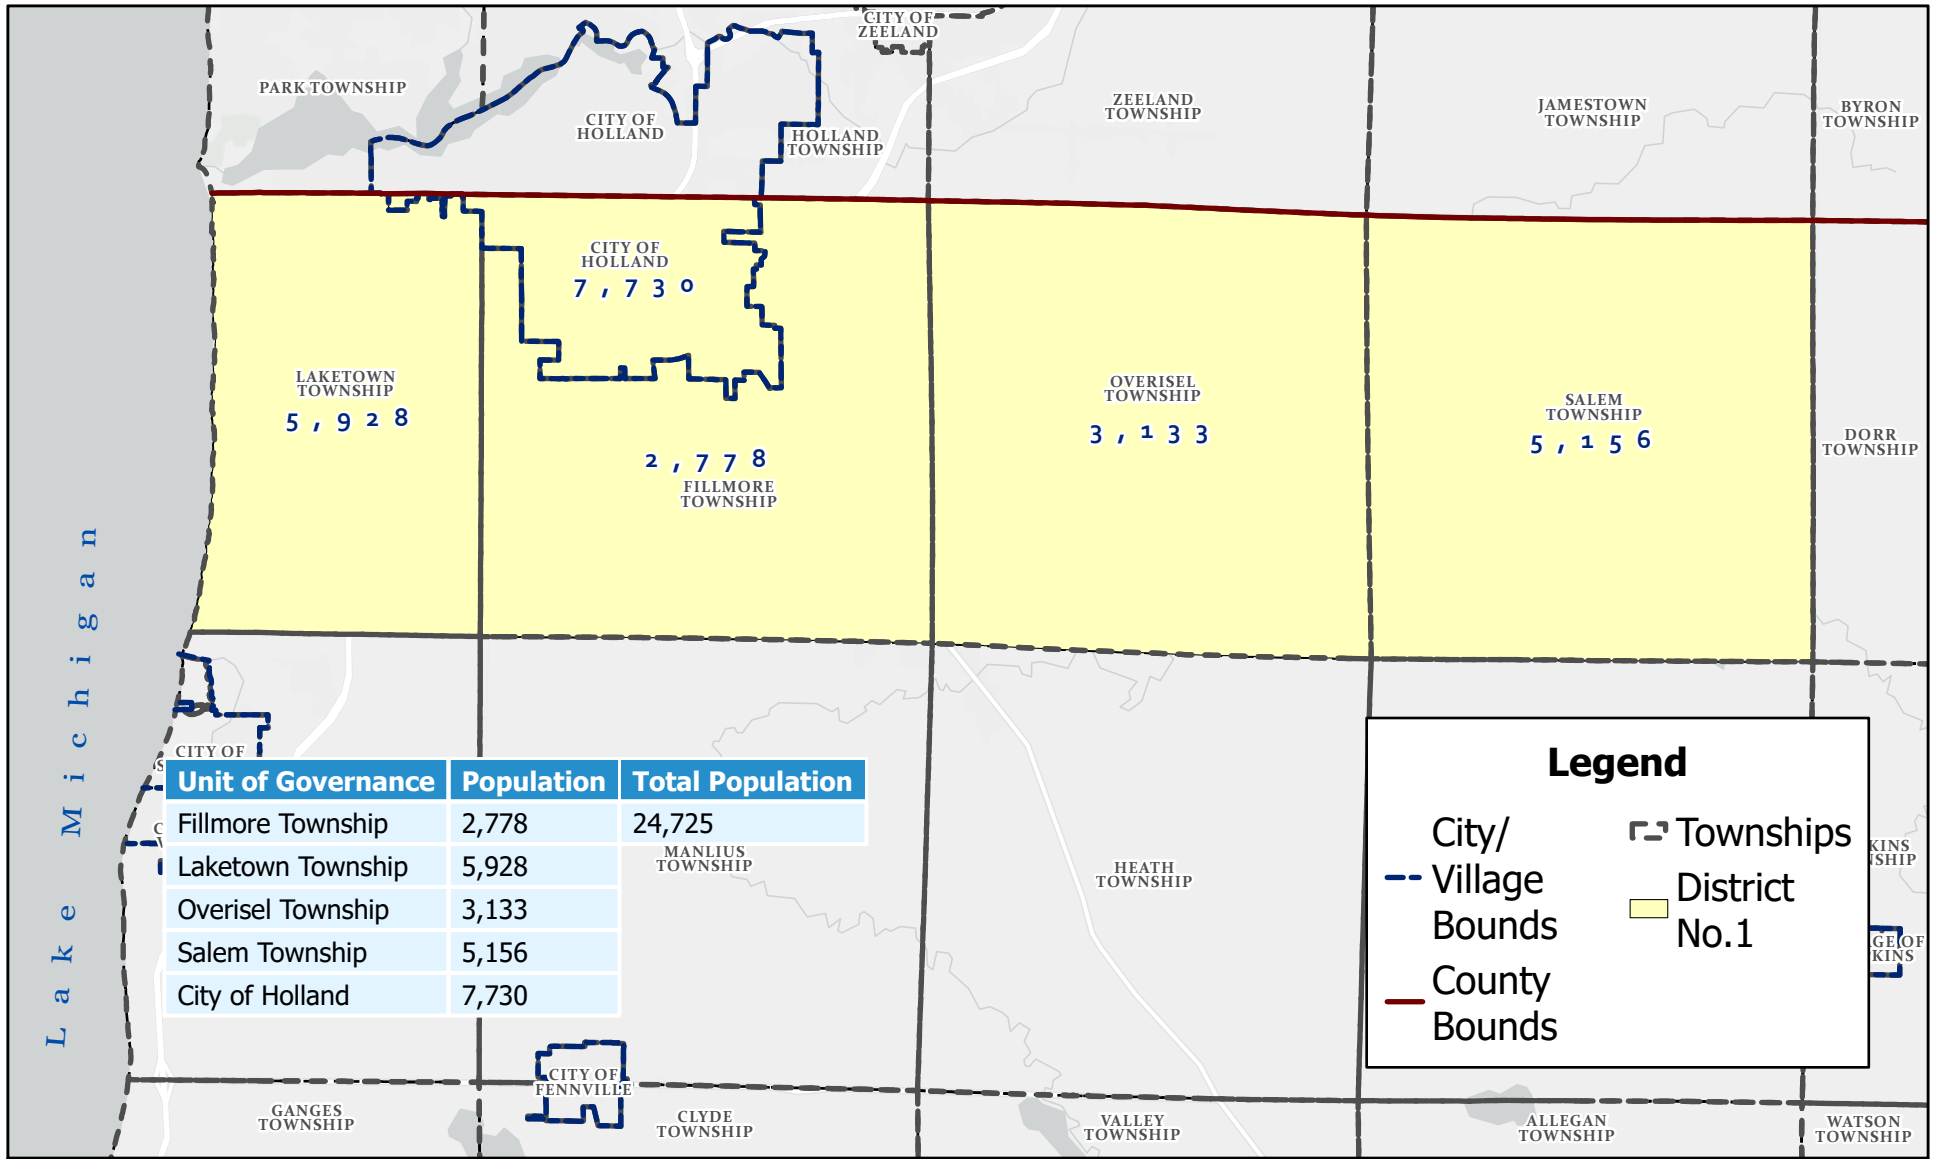 CITY OF
ZEELAND
PARK TOWNSHIP
CITY OF
HOLLAND
HOLLAND
TOWNSHIP
ZEELAND
TOWNSHIP
JAMESTOWN
TOWNSHIP
BYRON
TOWNSHIP
CITY OF
HOLLAND
7,730
LAKETOWN
TOWNSHIP
5,928
2,778
FILLMORE
TOWNSHIP
OVERISEL
TOWNSHIP
3,133
SALEM
TOWNSHIP
5,156
DORR
TOWNSHIP
Lake Michigan
CITY OF
Unit of Governance Population Total Population
Fillmore Township 2,778 24,725
Laketown Township 5,928
Overisel Township 3,133
Salem Township 5,156
City of Holland 7,730
MANLIUS
TOWNSHIP
HEATH
TOWNSHIP
Legend
City/
Village
Bounds
County
Bounds
Townships
District
No.1
KINS
NSHIP
GE OF
KINS
CITY OF
FENNVILLE
GANGES
TOWNSHIP
CLYDE
TOWNSHIP
VALLEY
TOWNSHIP
ALLEGAN
TOWNSHIP
WATSON
TOWNSHIP